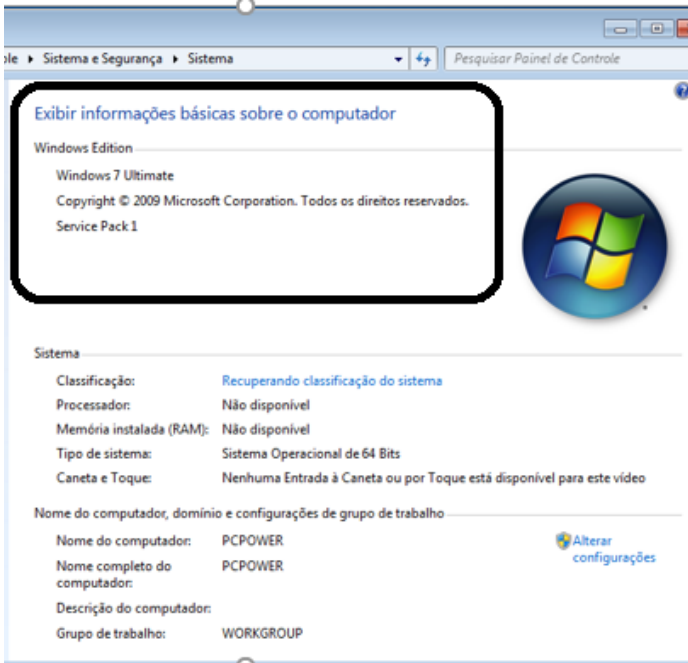 Sistema e Segurança Sistema Pesquisar Painel de Controle
Exibir informações básicas sobre o computador
Windows Edition
Windows 7 Ultimate
Copyright © 2009 Microsoft Corporation. Todos os direitos reservados.
Service Pack 1
Sistema
Classificação: Recuperando classificação do sistema
Processador: Não disponível
Memória instalada (RAM): Não disponível
Tipo de sistema: Sistema Operacional de 64 Bits
Caneta e Toque: Nenhuma Entrada à Caneta ou por Toque está disponível para este vídeo
Nome do computador, domínio e configurações de grupo de trabalho
Nome do computador: PCPOWER Alterar
configurações
Nome completo do PCPOWER
computador:
Descrição do computador:
Grupo de trabalho: WORKGROUP